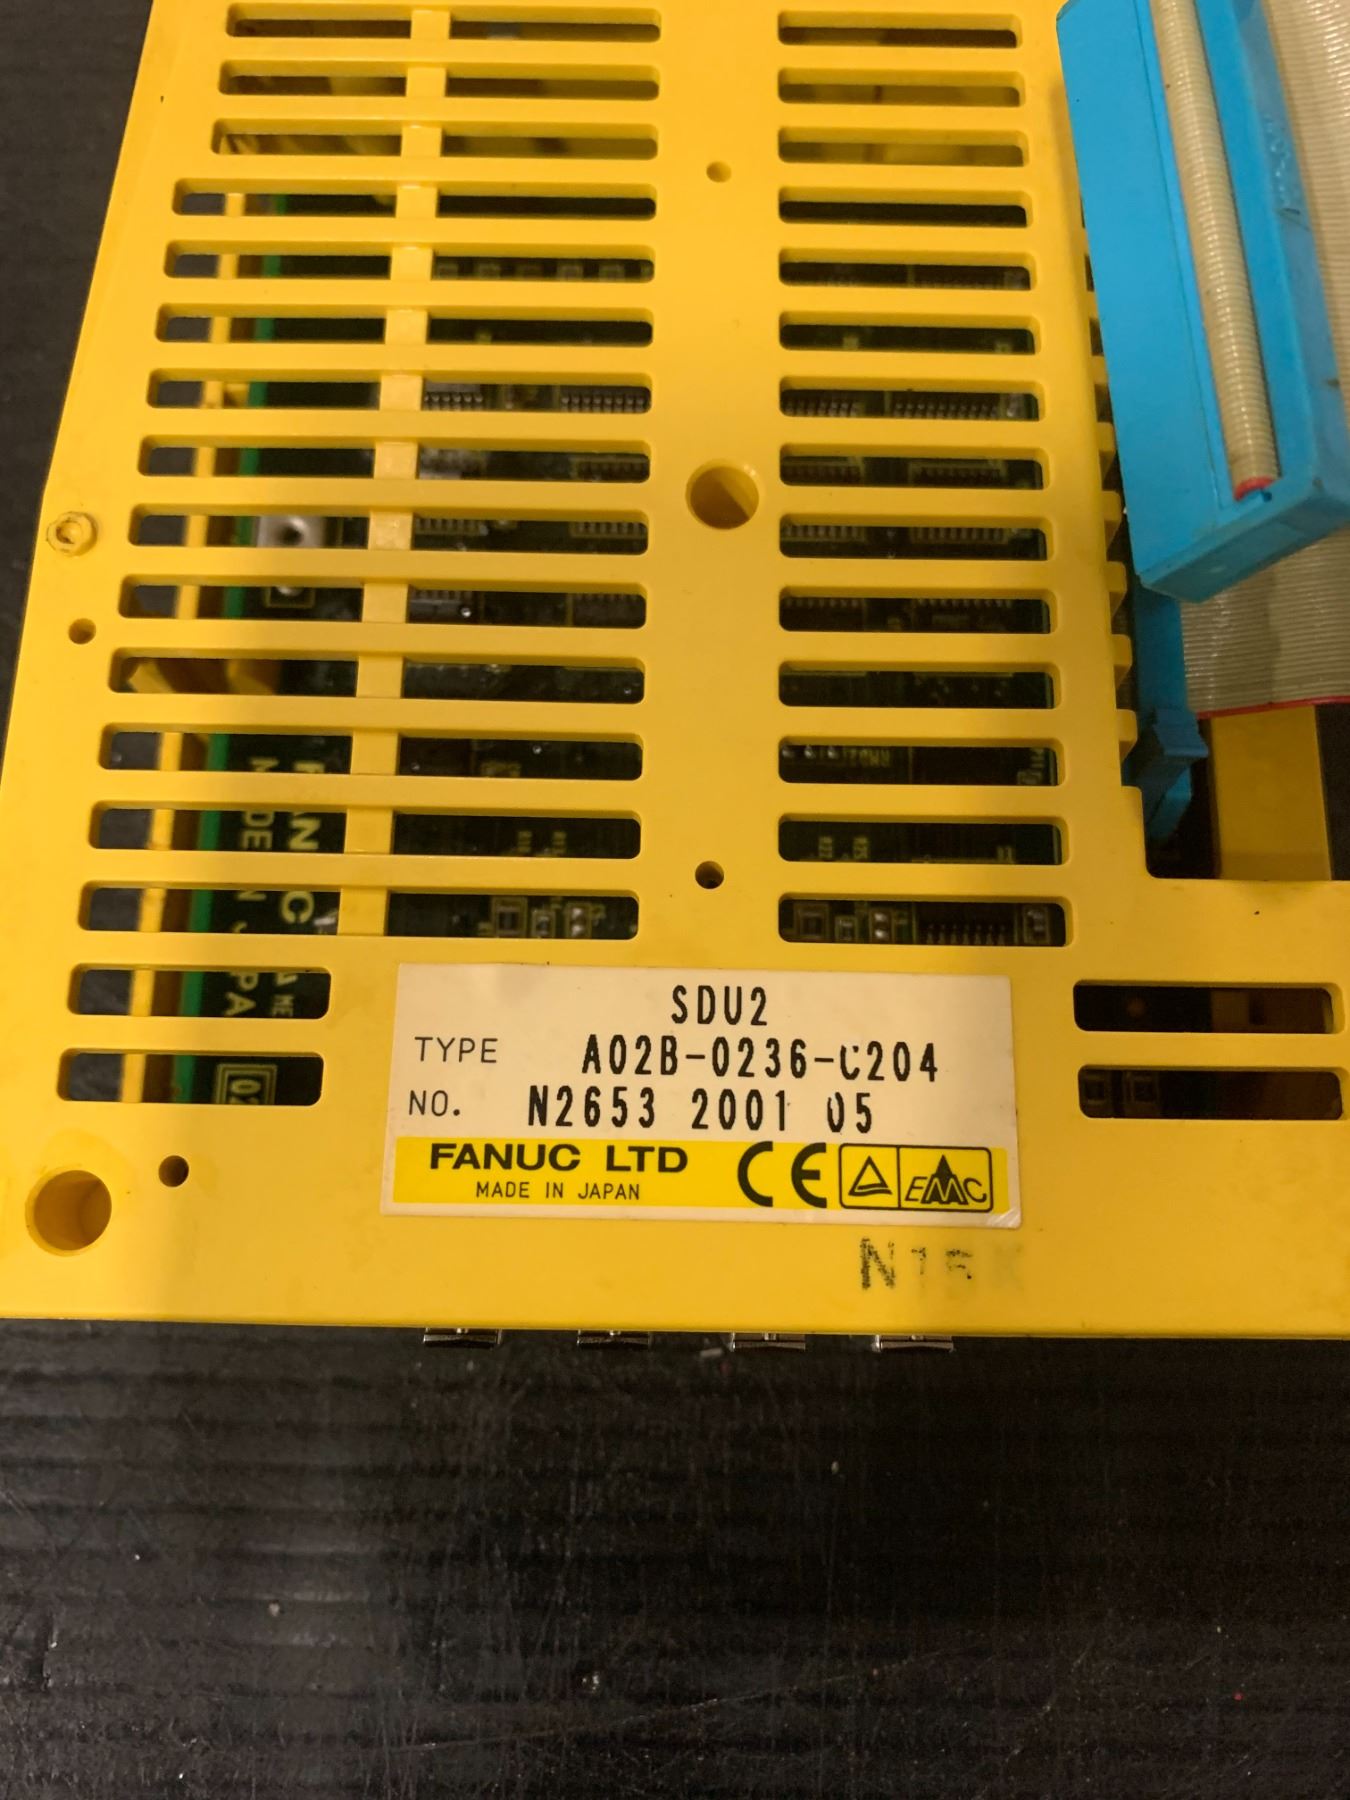 SDU2
TYPE A02B-0236-C204
NO. N2653 2001 05
FANUC LTD
MADE IN JAPAN
CE
EMC